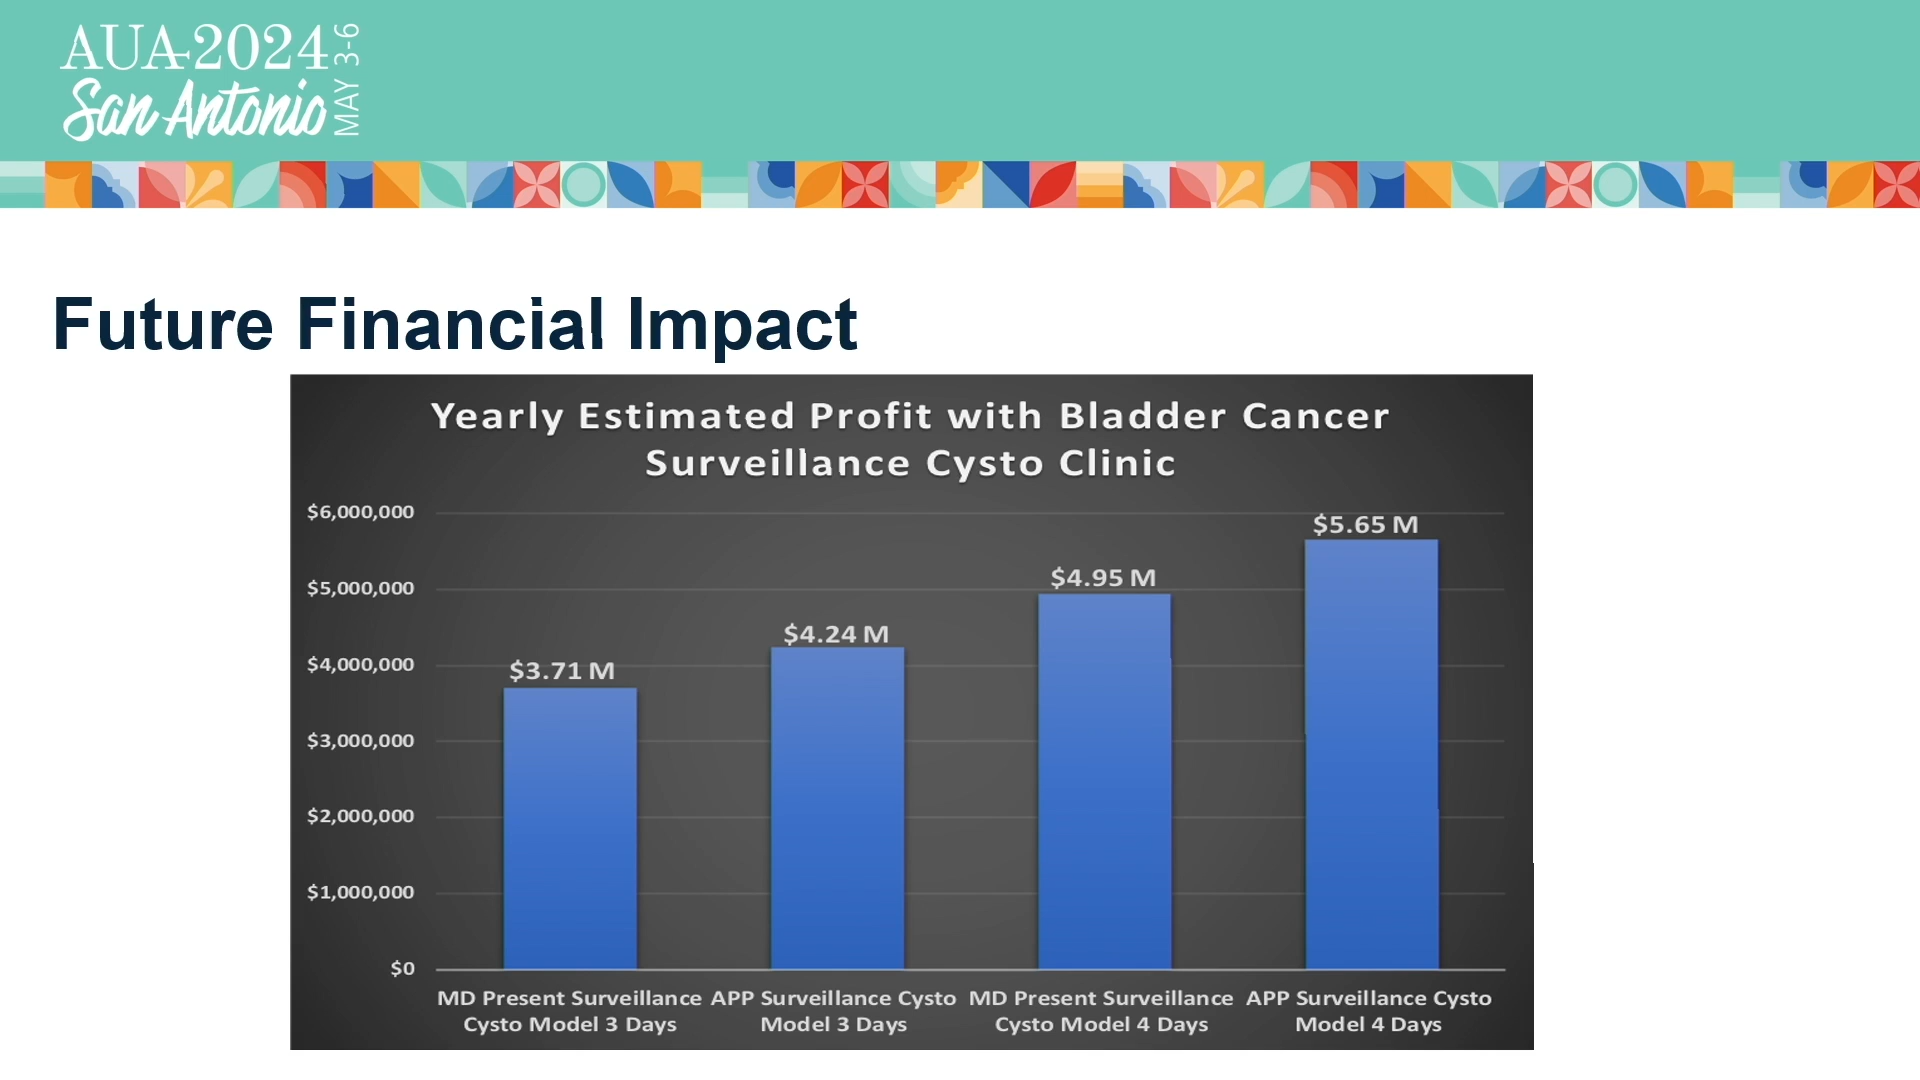 AUA 2024
San Antonio
MAY 3-6
Future Financial Impact
Yearly Estimated Profit with Bladder Cancer
Surveillance Cysto Clinic
$6,000,000
$5,000,000
$4,000,000
$3,000,000
$2,000,000
$1,000,000
$0
$3.71 M
$4.24 M
$4.95 M
$5.65 M
MD Present Surveillance
Cysto Model 3 Days
APP Surveillance Cysto
Model 3 Days
MD Present Surveillance
Cysto Model 4 Days
APP Surveillance Cysto
Model 4 Days